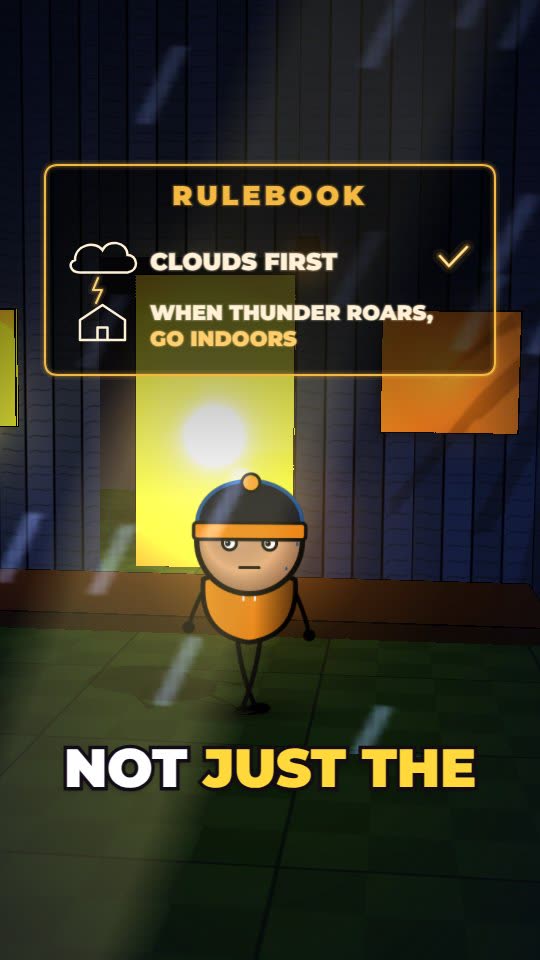 RULEBOOK
CLOUDS FIRST
WHEN THUNDER ROARS,
GO INDOORS
NOT JUST THE